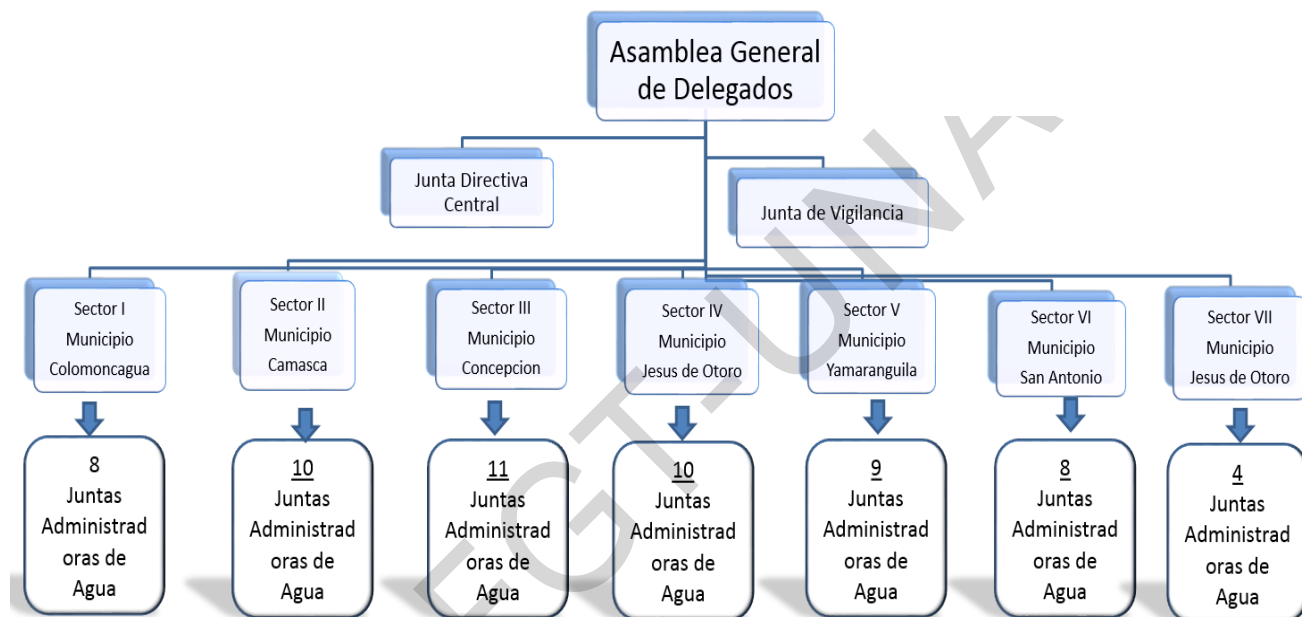 Asamblea General
de Delegados
Junta Directiva
Central
Junta de Vigilancia
Sector I
Municipio
Colomoncagua
Sector II
Municipio
Camasca
Sector III
Municipio
Concepcion
Sector IV
Municipio
Jesus de Otoro
Sector V
Municipio
Yamaranguila
Sector VI
Municipio
San Antonio
Sector VII
Municipio
Jesus de Otoro
8
Juntas
Administrad
oras de
Agua
10
Juntas
Administrad
oras de
Agua
11
Juntas
Administrad
oras de
Agua
10
Juntas
Administrad
oras de
Agua
9
Juntas
Administrad
oras de
Agua
8
Juntas
Administrad
oras de
Agua
4
Juntas
Administrad
oras de
Agua